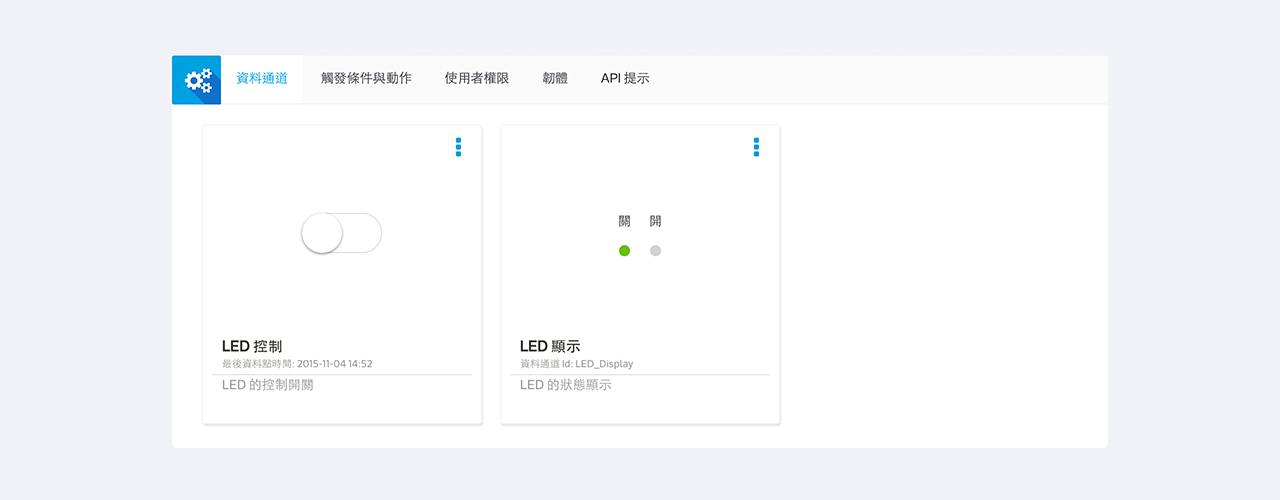 資料通道 觸發條件與動作 使用者權限 韌體 API 提示
關 開
LED 控制
最後資料點時間: 2015-11-04 14:52
LED 的控制開關
LED 顯示
資料通道 Id: LED_Display
LED 的狀態顯示